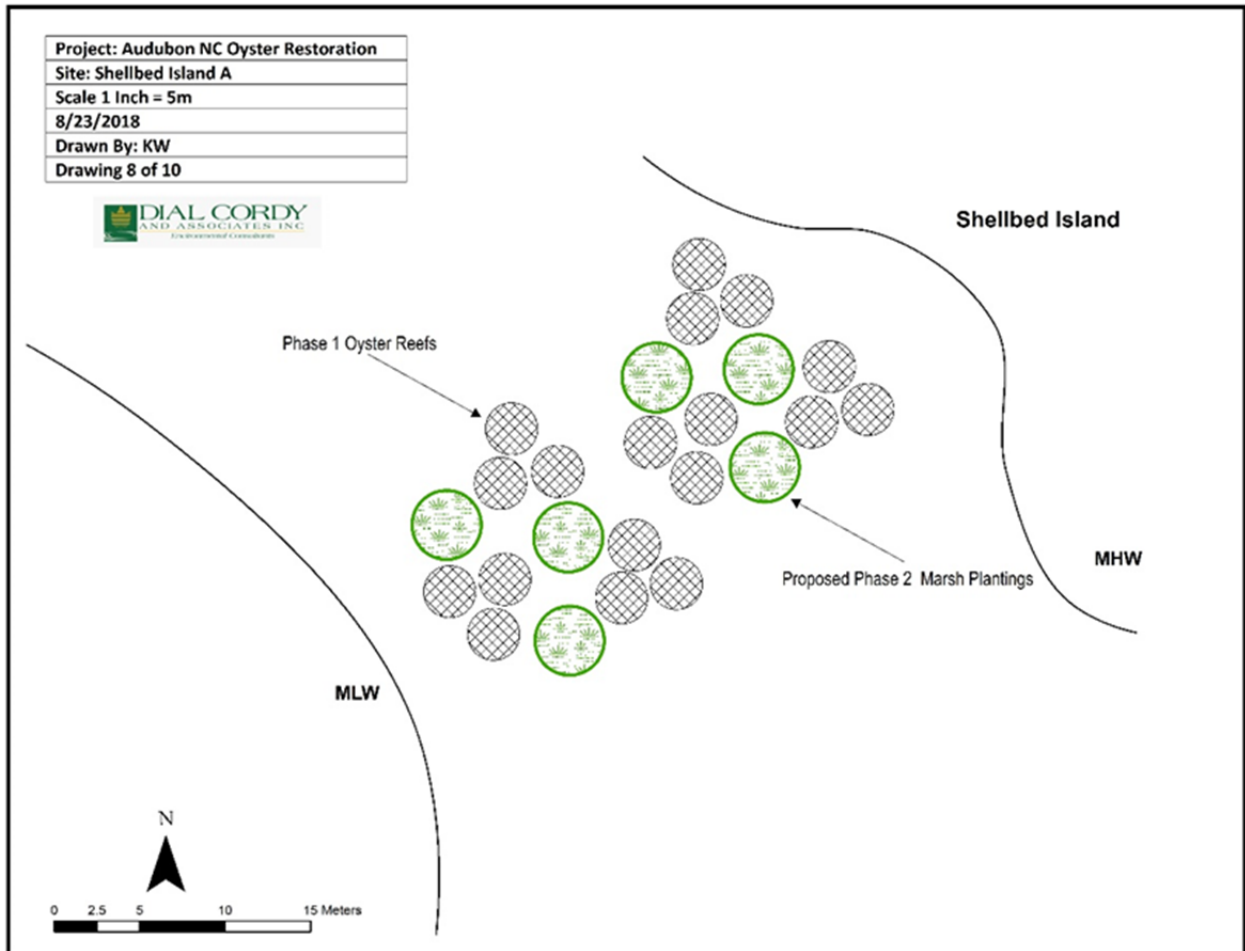 Project: Audubon NC Oyster Restoration
Site: Shellbed Island A
Scale 1 Inch = 5m
8/23/2018
Drawn By: KW
Drawing 8 of 10
DIAL CORDY
AND ASSOCIATES INC
Environmental Consultants
Shellbed Island
Phase 1 Oyster Reefs
MHW
Proposed Phase 2 Marsh Plantings
MLW
N
0 2.5 5 10 15 Meters